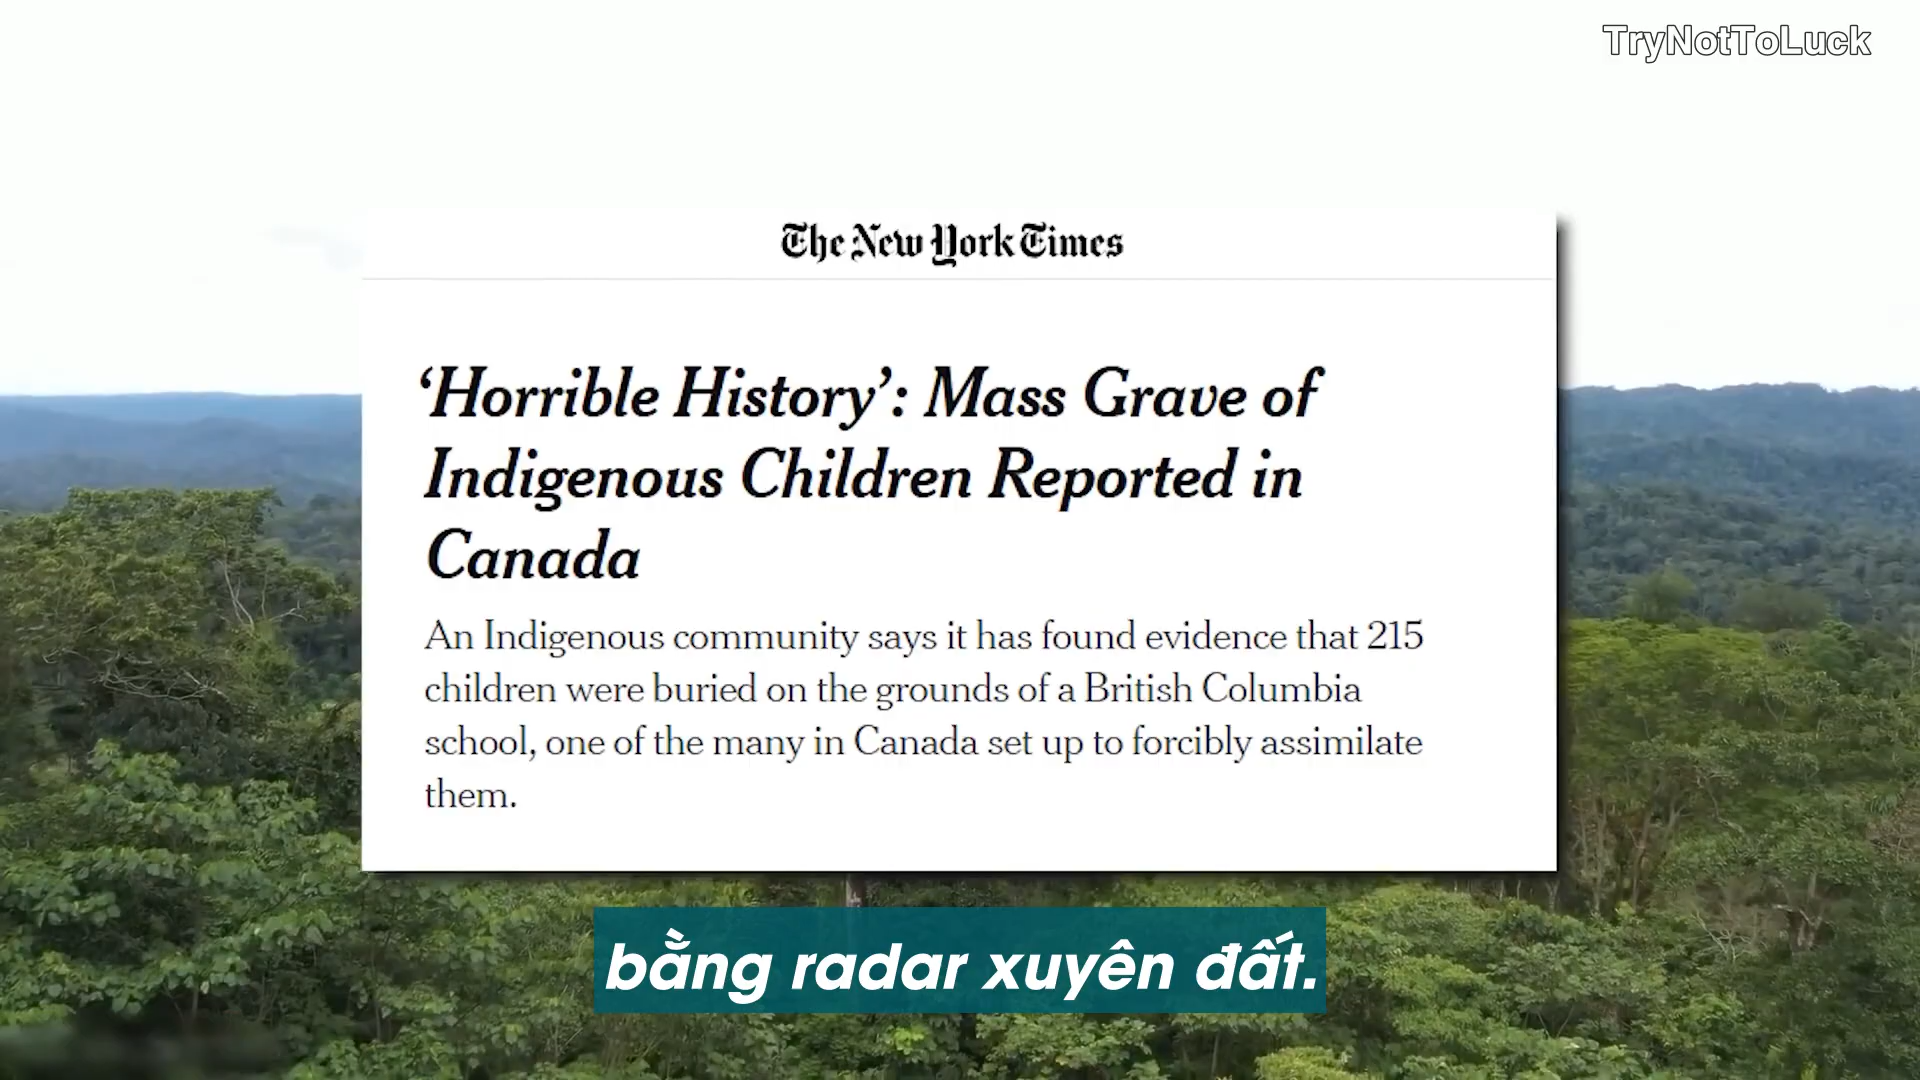 TryNotToLuck
The New York Times
‘Horrible History’: Mass Grave of
Indigenous Children Reported in
Canada
An Indigenous community says it has found evidence that 215
children were buried on the grounds of a British Columbia
school, one of the many in Canada set up to forcibly assimilate
them.
bằng radar xuyên đất.